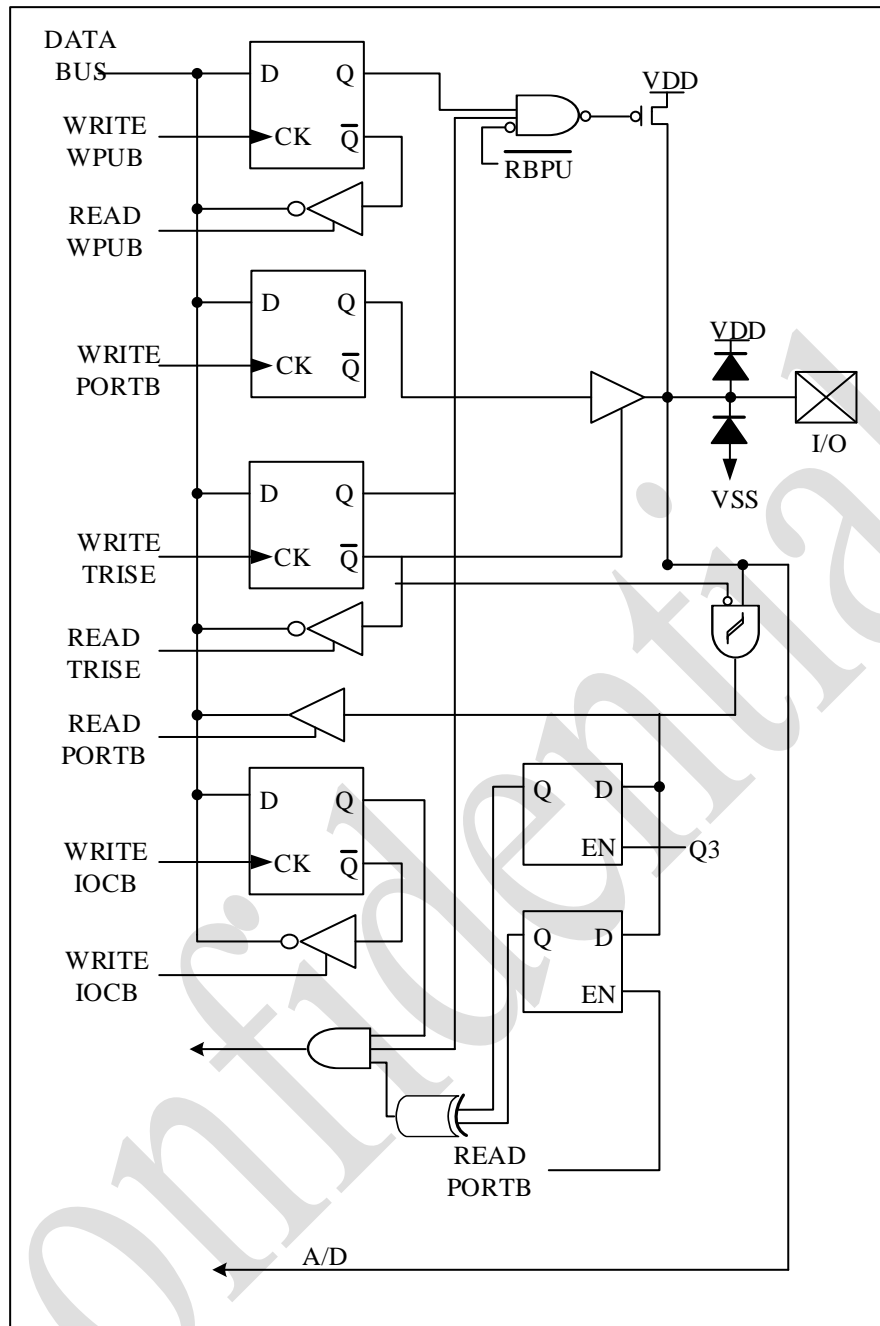 DATA
BUS
D
Q
WRITE
WPUB
CK
Q̅
VDD
R̅B̅P̅U̅
READ
WPUB
D
Q
WRITE
PORTB
CK
Q̅
VDD
I/O
VSS
D
Q
WRITE
TRISE
CK
Q̅
READ
TRISE
READ
PORTB
D
Q
Q
D
WRITE
IOCB
CK
Q̅
EN
Q3
Q
D
WRITE
IOCB
EN
READ
PORTB
A/D
onfidential